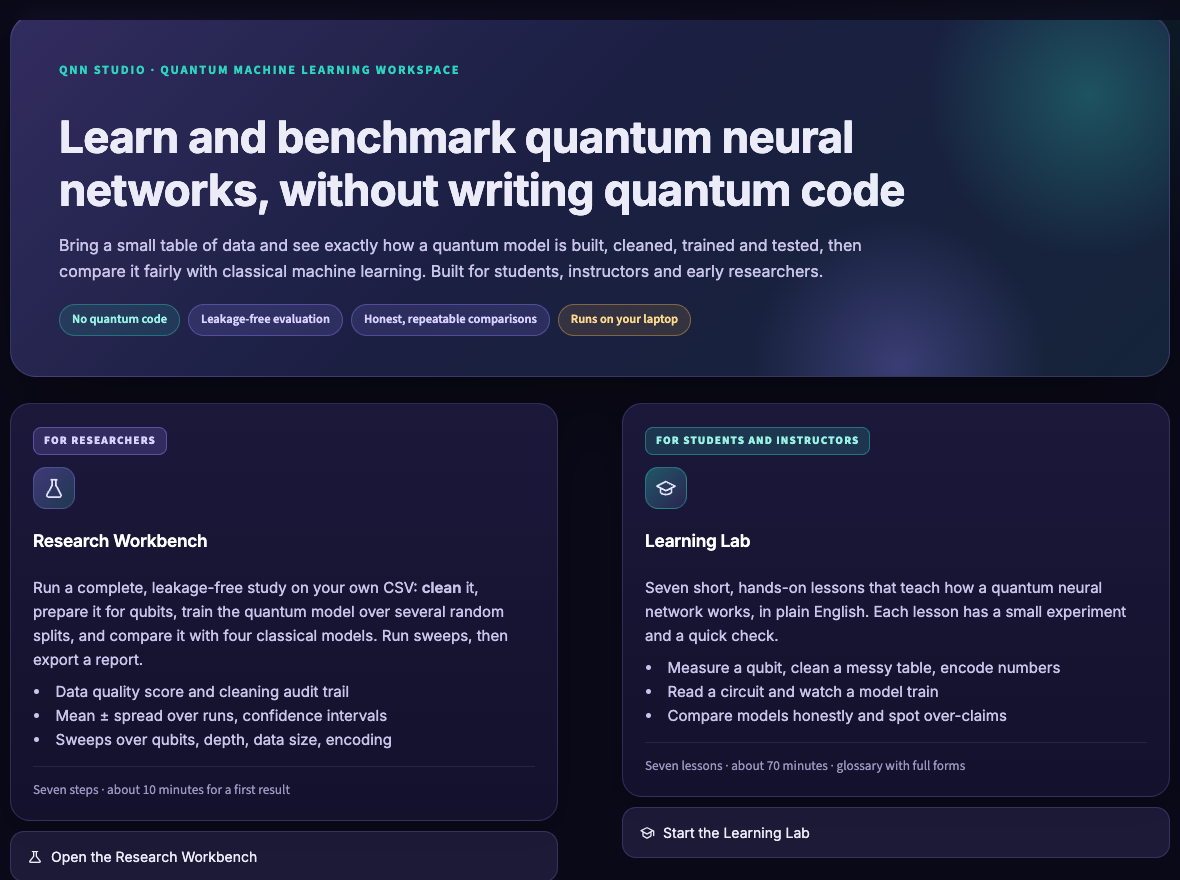 QNN STUDIO · QUANTUM MACHINE LEARNING WORKSPACE
Learn and benchmark quantum neural
networks, without writing quantum code
Bring a small table of data and see exactly how a quantum model is built, cleaned, trained and tested, then
compare it fairly with classical machine learning. Built for students, instructors and early researchers.
No quantum code
Leakage-free evaluation
Honest, repeatable comparisons
Runs on your laptop
FOR RESEARCHERS
Research Workbench
Run a complete, leakage-free study on your own CSV: clean it,
prepare it for qubits, train the quantum model over several random
splits, and compare it with four classical models. Run sweeps, then
export a report.
• Data quality score and cleaning audit trail
• Mean ± spread over runs, confidence intervals
• Sweeps over qubits, depth, data size, encoding
Seven steps · about 10 minutes for a first result
Open the Research Workbench
FOR STUDENTS AND INSTRUCTORS
Learning Lab
Seven short, hands-on lessons that teach how a quantum neural
network works, in plain English. Each lesson has a small experiment
and a quick check.
• Measure a qubit, clean a messy table, encode numbers
• Read a circuit and watch a model train
• Compare models honestly and spot over-claims
Seven lessons · about 70 minutes · glossary with full forms
Start the Learning Lab